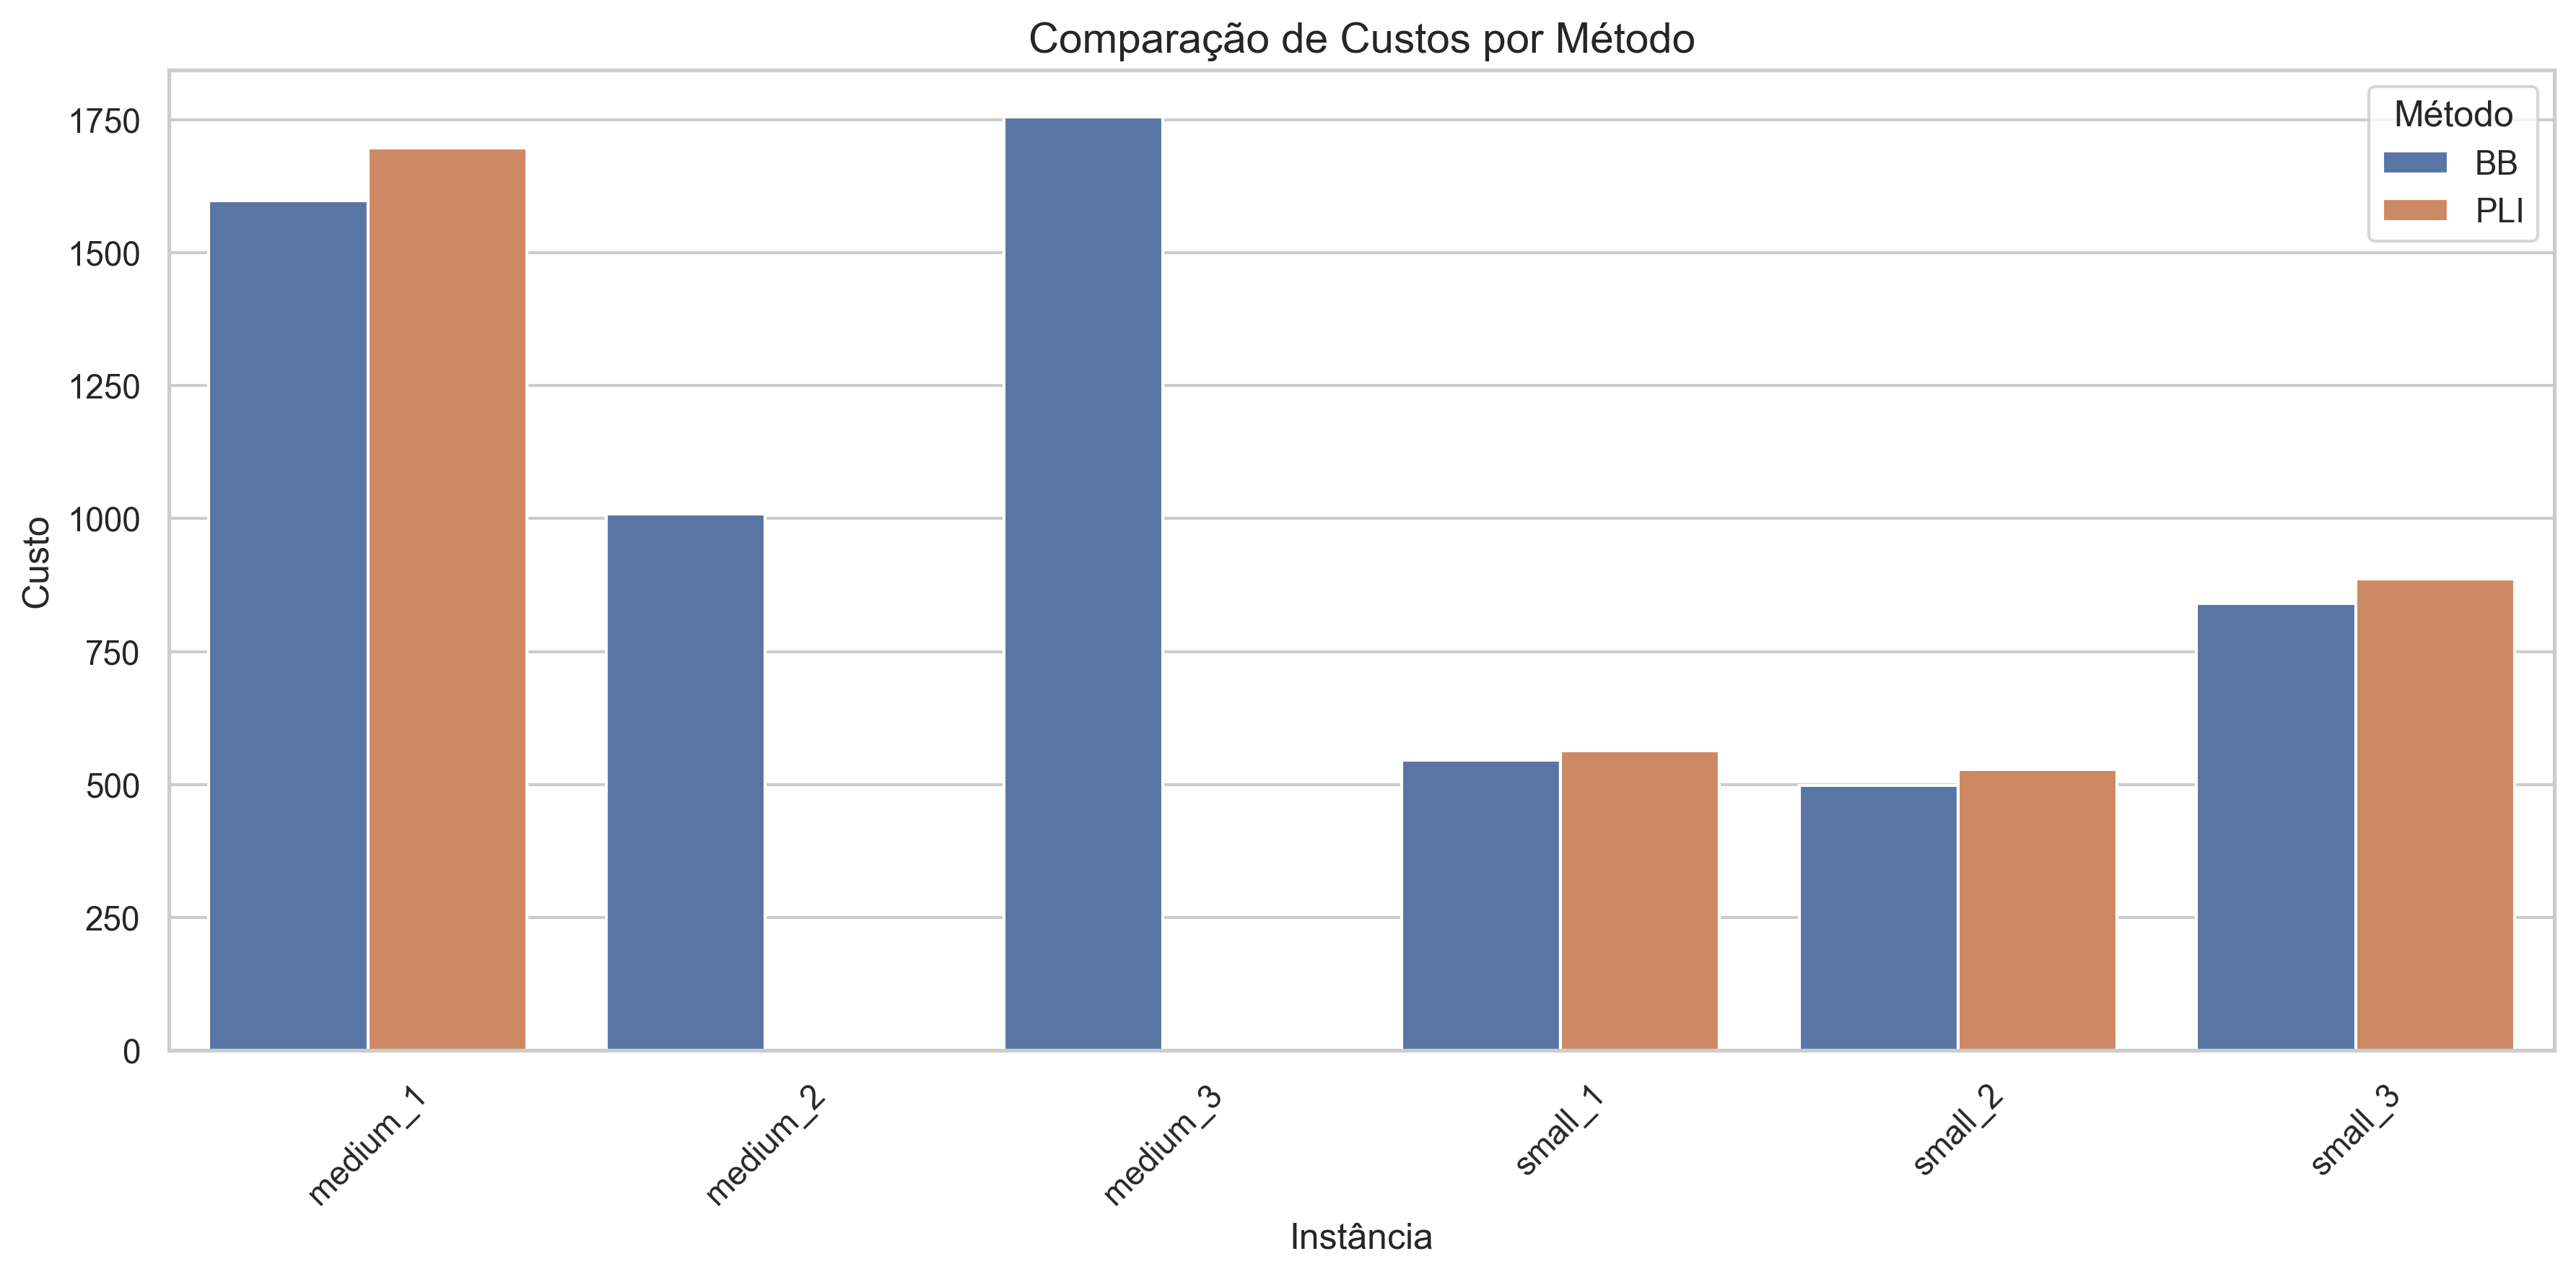 Comparação de Custos por Método
Método
BB
PLI
Custo
1750
1500
1250
1000
750
500
250
0
medium_1
medium_2
medium_3
small_1
small_2
small_3
Instância